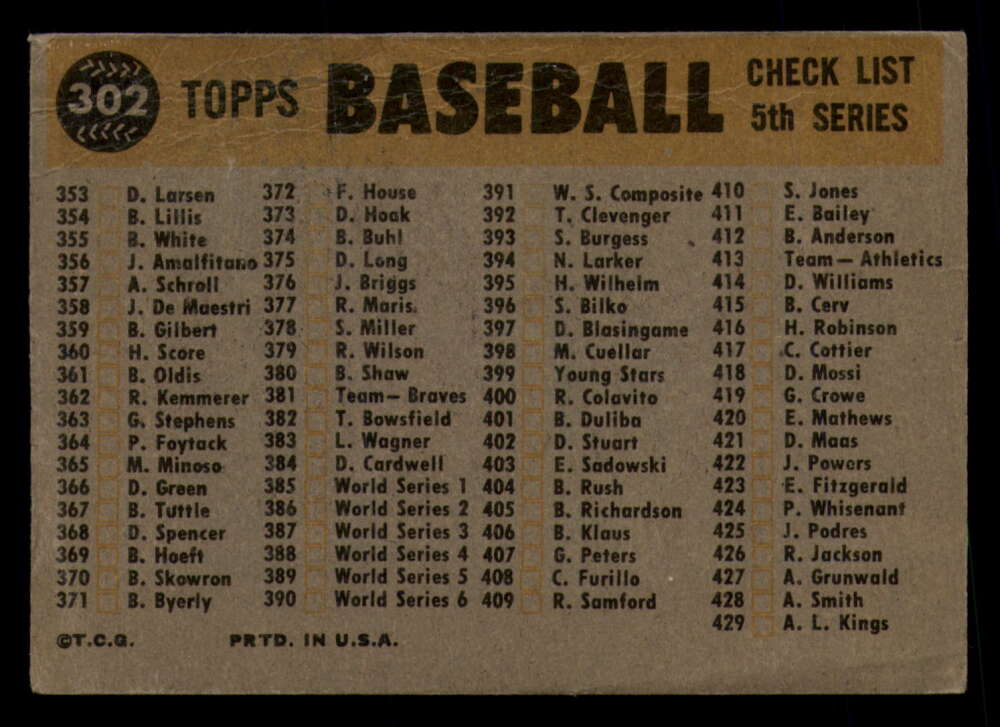 302
TOPPS BASEBALL CHECK LIST
5th SERIES
353 D. Larsen
354 B. Lillis
355 B. White
356 J. Amalfitano
357 A. Schroll
358 J. De Maestri
359 B. Gilbert
360 H. Score
361 B. Oldis
362 R. Kemmerer
363 G. Stephens
364 P. Foytack
365 M. Minoso
366 D. Green
367 B. Tuttle
368 D. Spencer
369 B. Hoeft
370 B. Skowron
371 B. Byerly
372 F. House
373 D. Hoak
374 B. Buhl
375 D. Long
376 J. Briggs
377 R. Maris
378 S. Miller
379 R. Wilson
380 B. Shaw
381 Team— Braves
382 T. Bowsfield
383 L. Wagner
384 D. Cardwell
385 World Series 1
386 World Series 2
387 World Series 3
388 World Series 4
389 World Series 5
390 World Series 6
391 W. S. Composite
392 T. Clevenger
393 S. Burgess
394 N. Larker
395 H. Wilhelm
396 S. Bilko
397 D. Blasingame
398 M. Cuellar
399 Young Stars
400 R. Colavito
401 B. Duliba
402 D. Stuart
403 E. Sadowski
404 B. Rush
405 B. Richardson
406 B. Klaus
407 G. Peters
408 C. Furillo
409 R. Samford
410 S. Jones
411 E. Bailey
412 B. Anderson
413 Team— Athletics
414 D. Williams
415 B. Cerv
416 H. Robinson
417 C. Cottier
418 D. Mossi
419 G. Crowe
420 E. Mathews
421 D. Maas
422 J. Powers
423 E. Fitzgerald
424 P. Whisenant
425 J. Podres
426 R. Jackson
427 A. Grunwald
428 A. Smith
429 A. L. Kings
©T.C.G. PRTD. IN U.S.A.